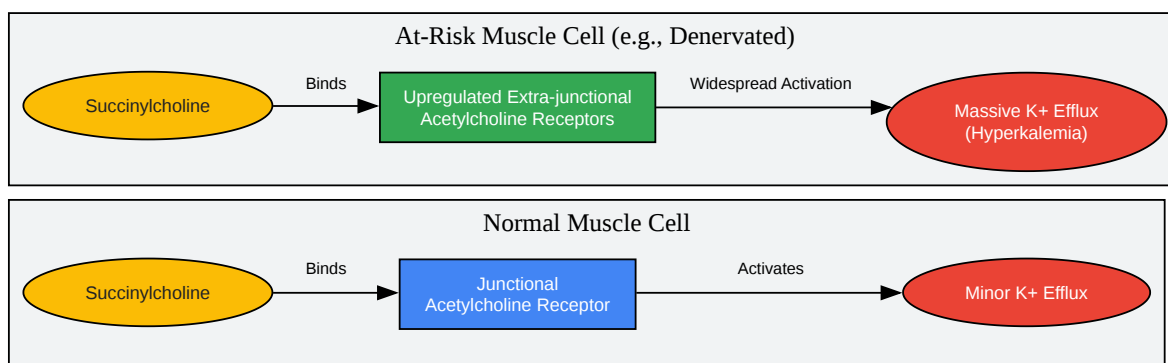 At-Risk Muscle Cell (e.g., Denervated)
Succinylcholine
Binds
Upregulated Extra-junctional
Acetylcholine Receptors
Widespread Activation
Massive K+ Efflux
(Hyperkalemia)
Normal Muscle Cell
Succinylcholine
Binds
Junctional
Acetylcholine Receptor
Activates
Minor K+ Efflux